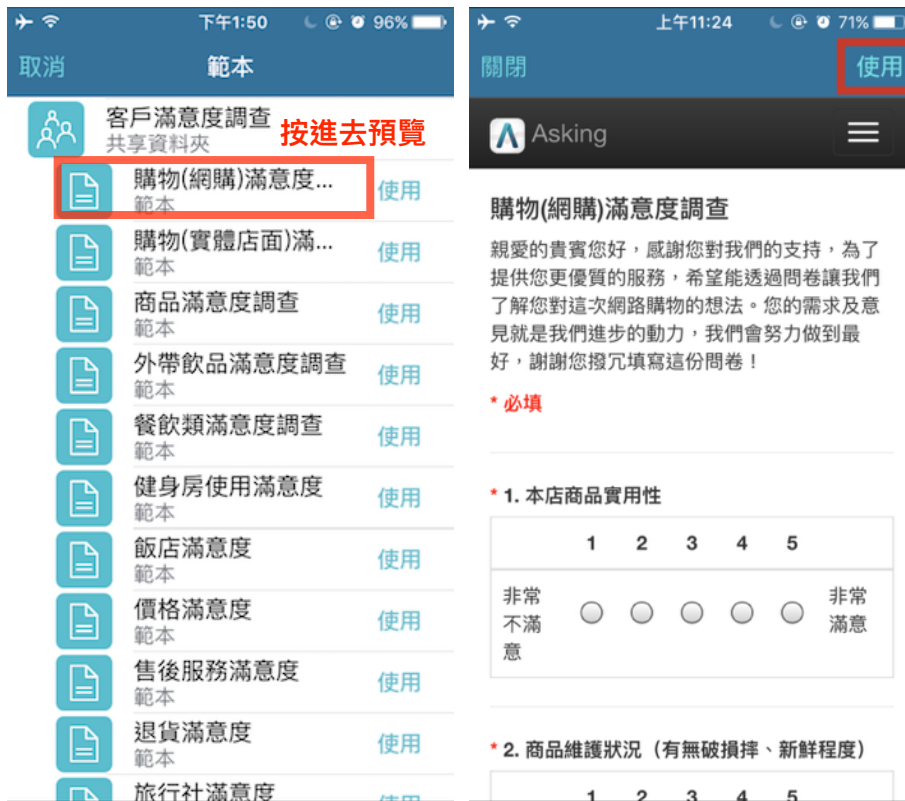 下午1:50
96%
取消
範本
客戶滿意度調查
共享資料夾
按進去預覽
購物(網購)滿意度...
範本
使用
購物(實體店面)滿...
範本
使用
商品滿意度調查
範本
使用
外帶飲品滿意度調查
範本
使用
餐飲類滿意度調查
範本
使用
健身房使用滿意度
範本
使用
飯店滿意度
範本
使用
價格滿意度
範本
使用
售後服務滿意度
範本
使用
退貨滿意度
範本
使用
旅行社滿意度
使用
上午11:24
71%
關閉
使用
Asking
購物(網購)滿意度調查
親愛的貴賓您好，感謝您對我們的支持，為了
提供您更優質的服務，希望能透過問卷讓我們
了解您對這次網路購物的想法。您的需求及意
見就是我們進步的動力，我們會努力做到最
好，謝謝您撥冗填寫這份問卷！
* 必填
* 1. 本店商品實用性
1 2 3 4 5
非常
不滿
意
非常
滿意
* 2. 商品維護狀況（有無破損摔、新鮮程度）
1 2 3 4 5